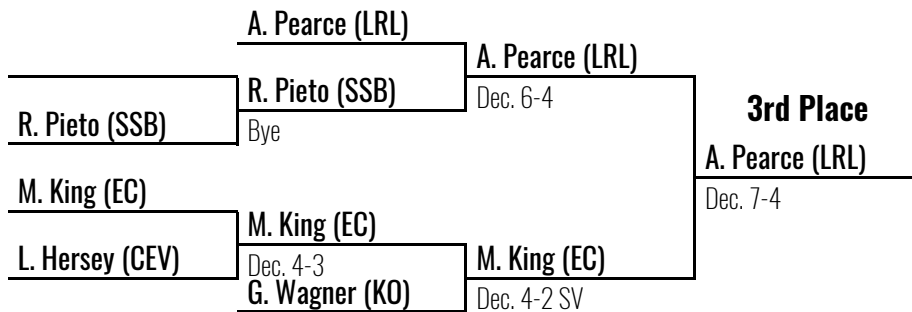 A. Pearce (LRL)
A. Pearce (LRL)
R. Pieto (SSB)
Dec. 6-4
3rd Place
R. Pieto (SSB)
Bye
A. Pearce (LRL)
M. King (EC)
Dec. 7-4
M. King (EC)
L. Hersey (CEV)
Dec. 4-3
M. King (EC)
G. Wagner (KO)
Dec. 4-2 SV